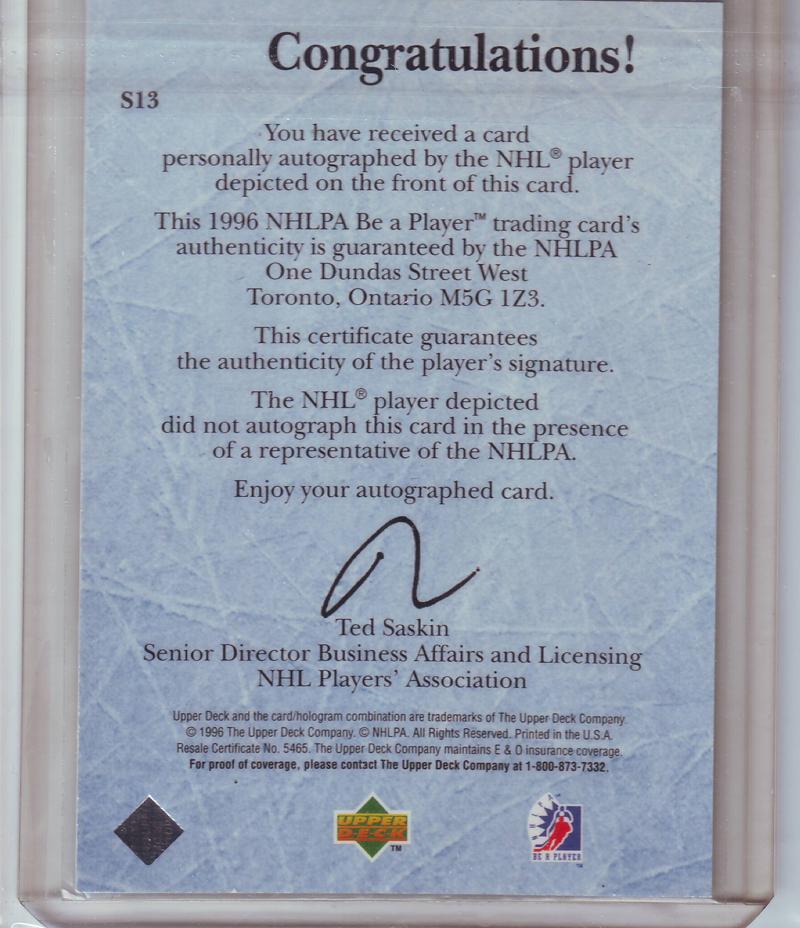 Congratulations!
S13
You have received a card
personally autographed by the NHL® player
depicted on the front of this card.
This 1996 NHLPA Be a Player™ trading card's
authenticity is guaranteed by the NHLPA
One Dundas Street West
Toronto, Ontario M5G 1Z3.
This certificate guarantees
the authenticity of the player's signature.
The NHL® player depicted
did not autograph this card in the presence
of a representative of the NHLPA.
Enjoy your autographed card.
Ted Saskin
Senior Director Business Affairs and Licensing
NHL Players' Association
Upper Deck and the card/hologram combination are trademarks of The Upper Deck Company.
© 1996 The Upper Deck Company. © NHLPA. All Rights Reserved. Printed in the U.S.A.
Resale Certificate No. 5465. The Upper Deck Company maintains E & O insurance coverage.
For proof of coverage, please contact The Upper Deck Company at 1-800-873-7332.
UPPER
DECK
TM
NHLPA
BE A PLAYER
TM